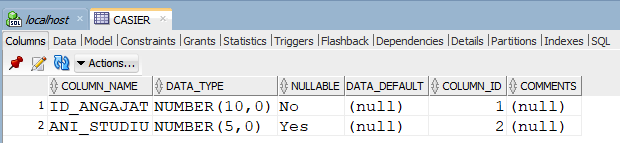 SQL localhost CASIER
Columns Data Model Constraints Grants Statistics Triggers Flashback Dependencies Details Partitions Indexes SQL
Actions...
COLUMN_NAME DATA_TYPE NULLABLE DATA_DEFAULT COLUMN_ID COMMENTS
1 ID_ANGAJAT NUMBER(10,0) No (null) 1 (null)
2 ANI_STUDIU NUMBER(5,0) Yes (null) 2 (null)